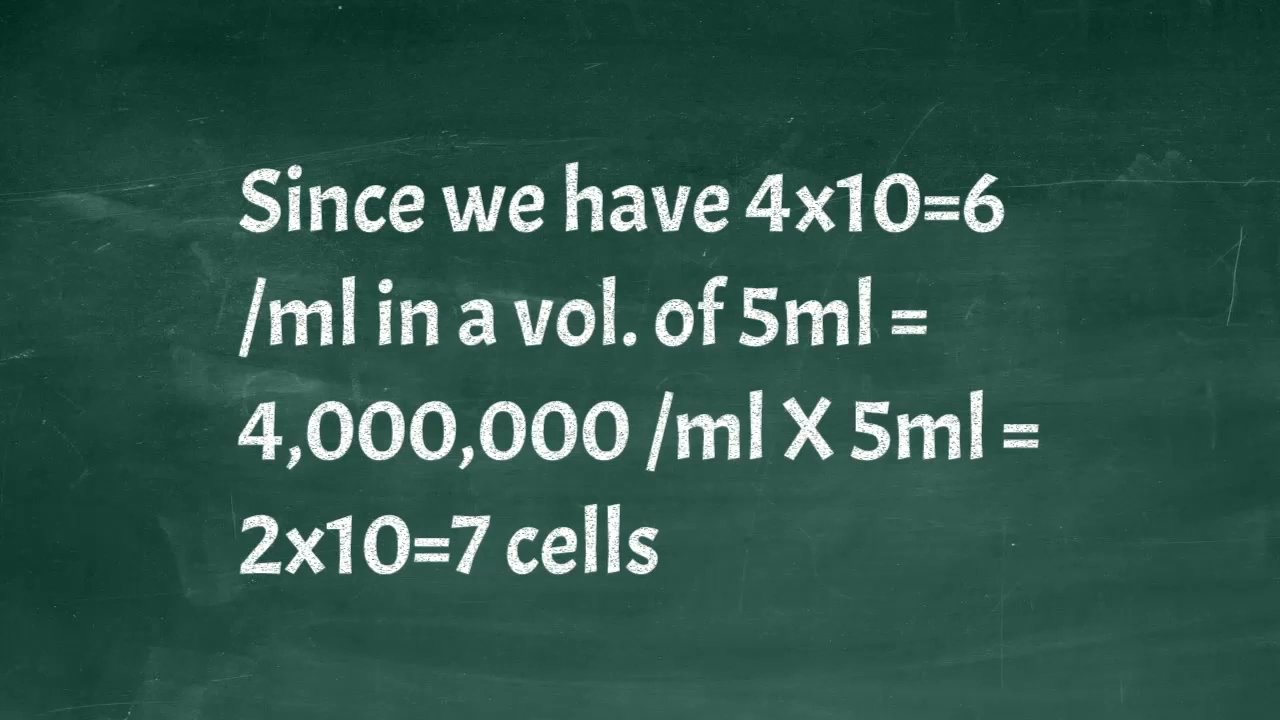 Since we have 4x10=6
/ml in a vol. of 5ml =
4,000,000 /ml X 5ml =
2x10=7 cells